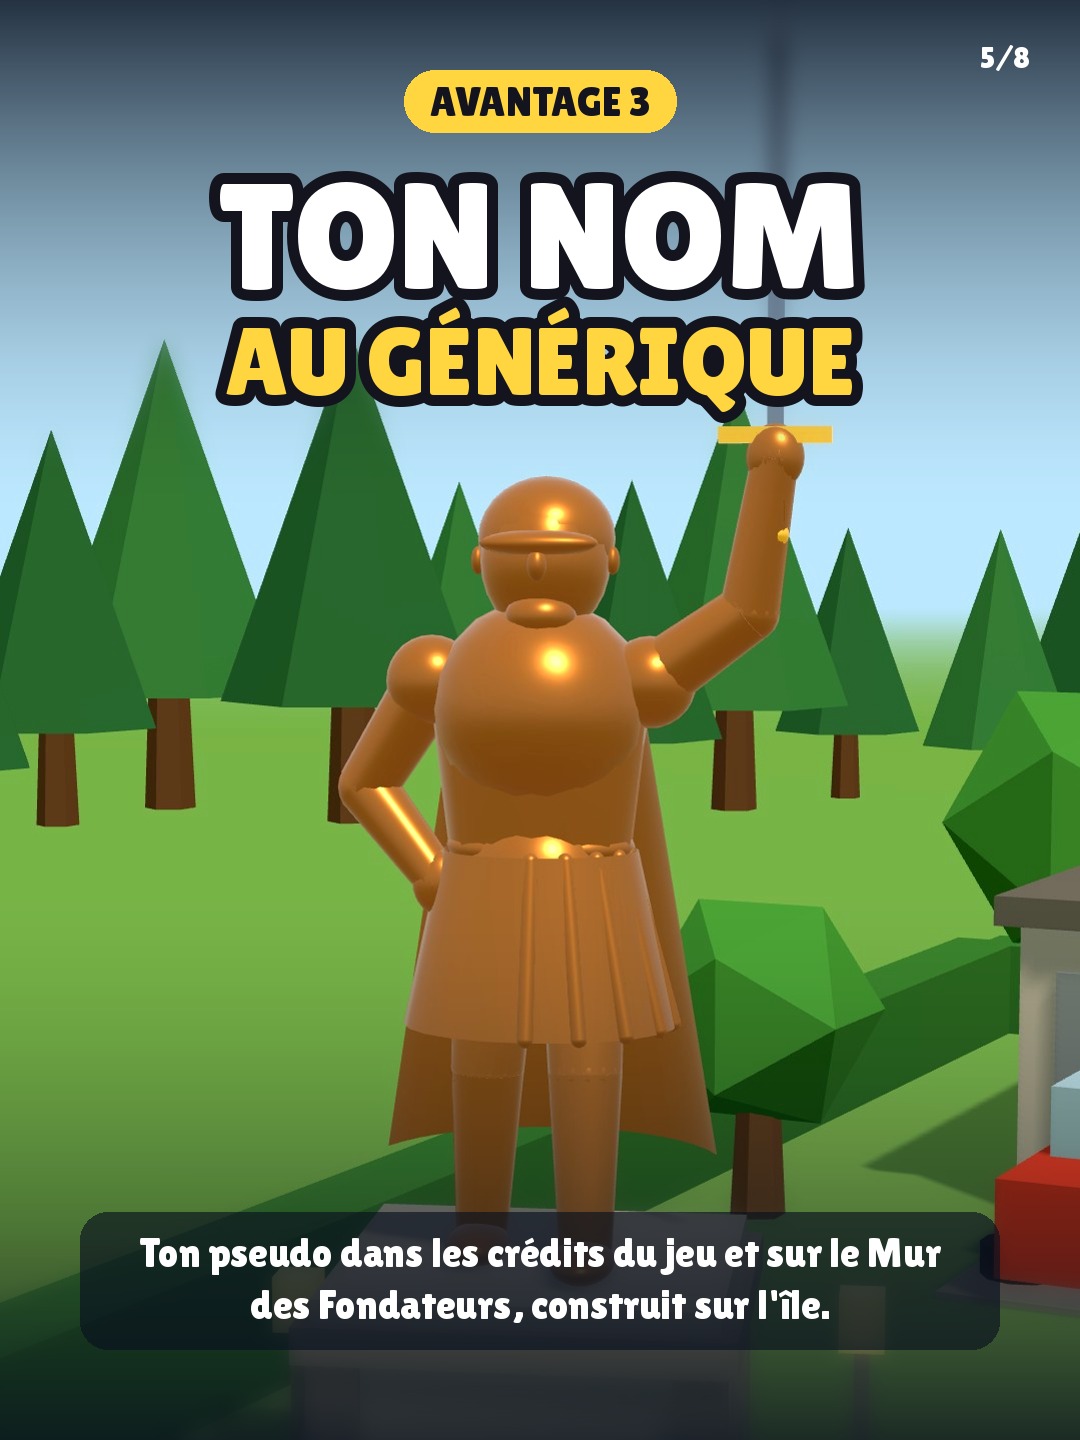 5/8
AVANTAGE 3
TON NOM
AU GÉNÉRIQUE
Ton pseudo dans les crédits du jeu et sur le Mur
des Fondateurs, construit sur l'île.